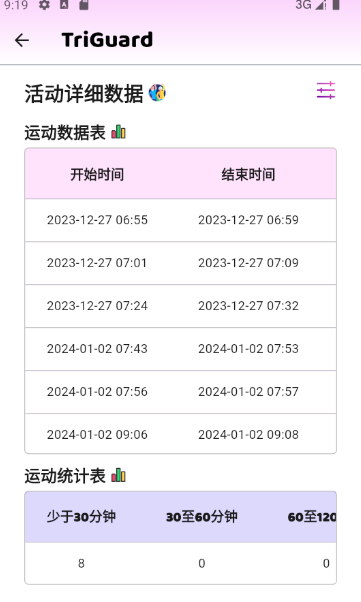 9:19 3G
TriGuard
活动详细数据
运动数据表
开始时间 结束时间
2023-12-27 06:55 2023-12-27 06:59
2023-12-27 07:01 2023-12-27 07:09
2023-12-27 07:24 2023-12-27 07:32
2024-01-02 07:43 2024-01-02 07:53
2024-01-02 07:56 2024-01-02 07:57
2024-01-02 09:06 2024-01-02 09:08
运动统计表
少于30分钟 30至60分钟 60至120
8 0 0